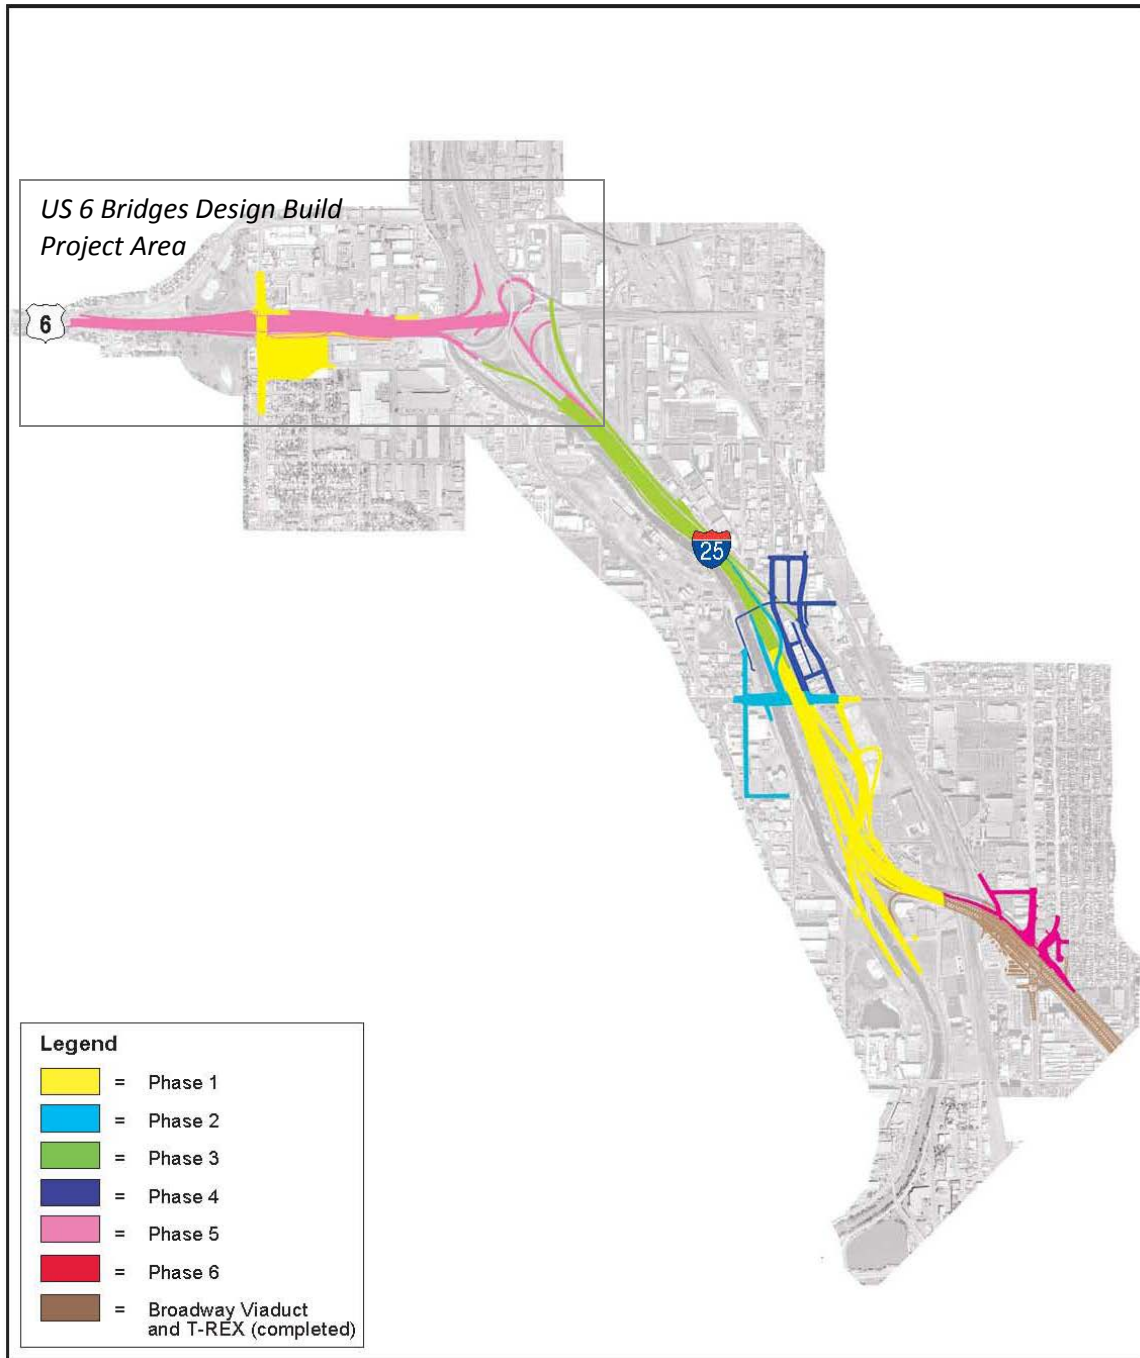 US 6 Bridges Design Build
Project Area
6
25
Legend
= Phase 1
= Phase 2
= Phase 3
= Phase 4
= Phase 5
= Phase 6
= Broadway Viaduct
and T-REX (completed)